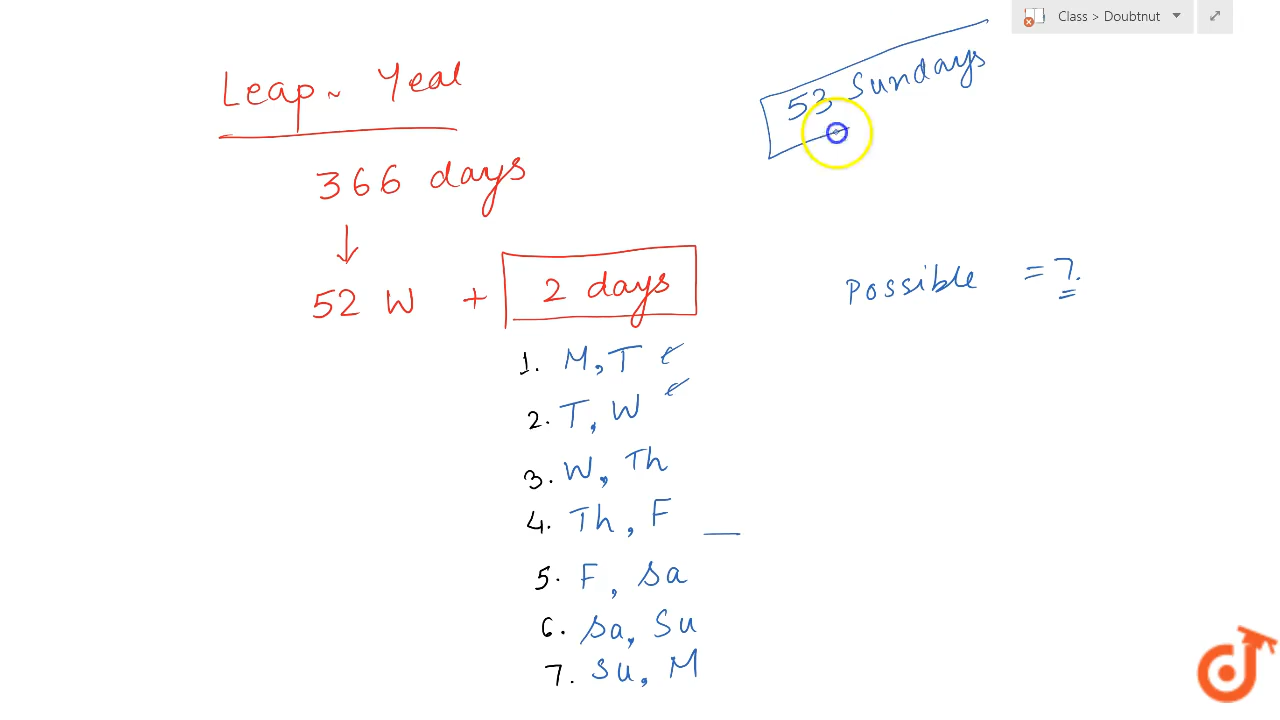 Class > Doubtnut
Leap ~ Year
53 Sundays
366 days
↓
52 W + 2 days
Possible = 7.
1. M, T
2. T, W
3. W, Th
4. Th, F
5. F, Sa
6. Sa, Su
7. Su, M